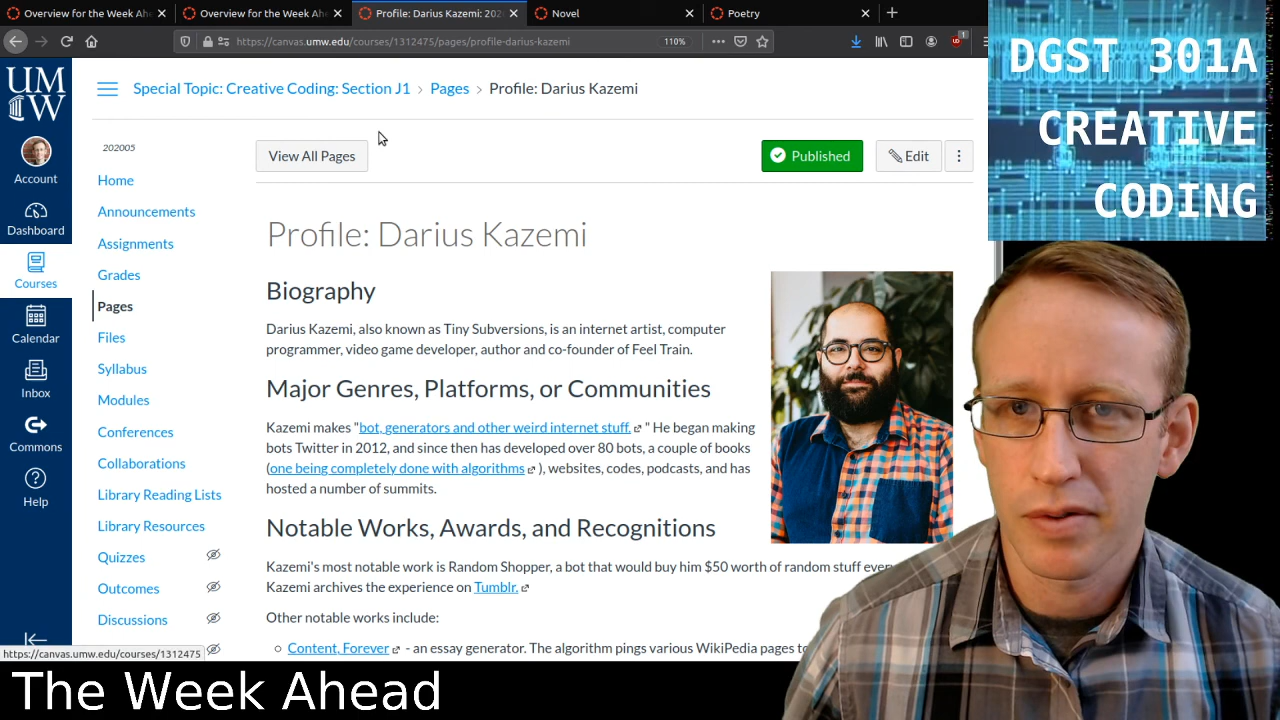 Overview for the Week Ahe
Overview for the Week Ahe
Profile: Darius Kazemi: 202
Novel
Poetry
https://canvas.umw.edu/courses/1312475/pages/profile-darius-kazemi
110%
1
UMW
Special Topic: Creative Coding: Section J1 › Pages › Profile: Darius Kazemi
202005
View All Pages
Published
Edit
Account
Dashboard
Courses
Calendar
Inbox
Commons
Help
Home
Announcements
Assignments
Grades
Pages
Files
Syllabus
Modules
Conferences
Collaborations
Library Reading Lists
Library Resources
Quizzes
Outcomes
Discussions
Profile: Darius Kazemi
Biography
Darius Kazemi, also known as Tiny Subversions, is an internet artist, computer
programmer, video game developer, author and co-founder of Feel Train.
Major Genres, Platforms, or Communities
Kazemi makes "bot, generators and other weird internet stuff. " He began making
bots Twitter in 2012, and since then has developed over 80 bots, a couple of books
(one being completely done with algorithms ), websites, codes, podcasts, and has
hosted a number of summits.
Notable Works, Awards, and Recognitions
Kazemi's most notable work is Random Shopper, a bot that would buy him $50 worth of random stuff ever
Kazemi archives the experience on Tumblr.
Other notable works include:
Content, Forever - an essay generator. The algorithm pings various WikiPedia pages to
https://canvas.umw.edu/courses/1312475
DGST 301A
CREATIVE
CODING
The Week Ahead